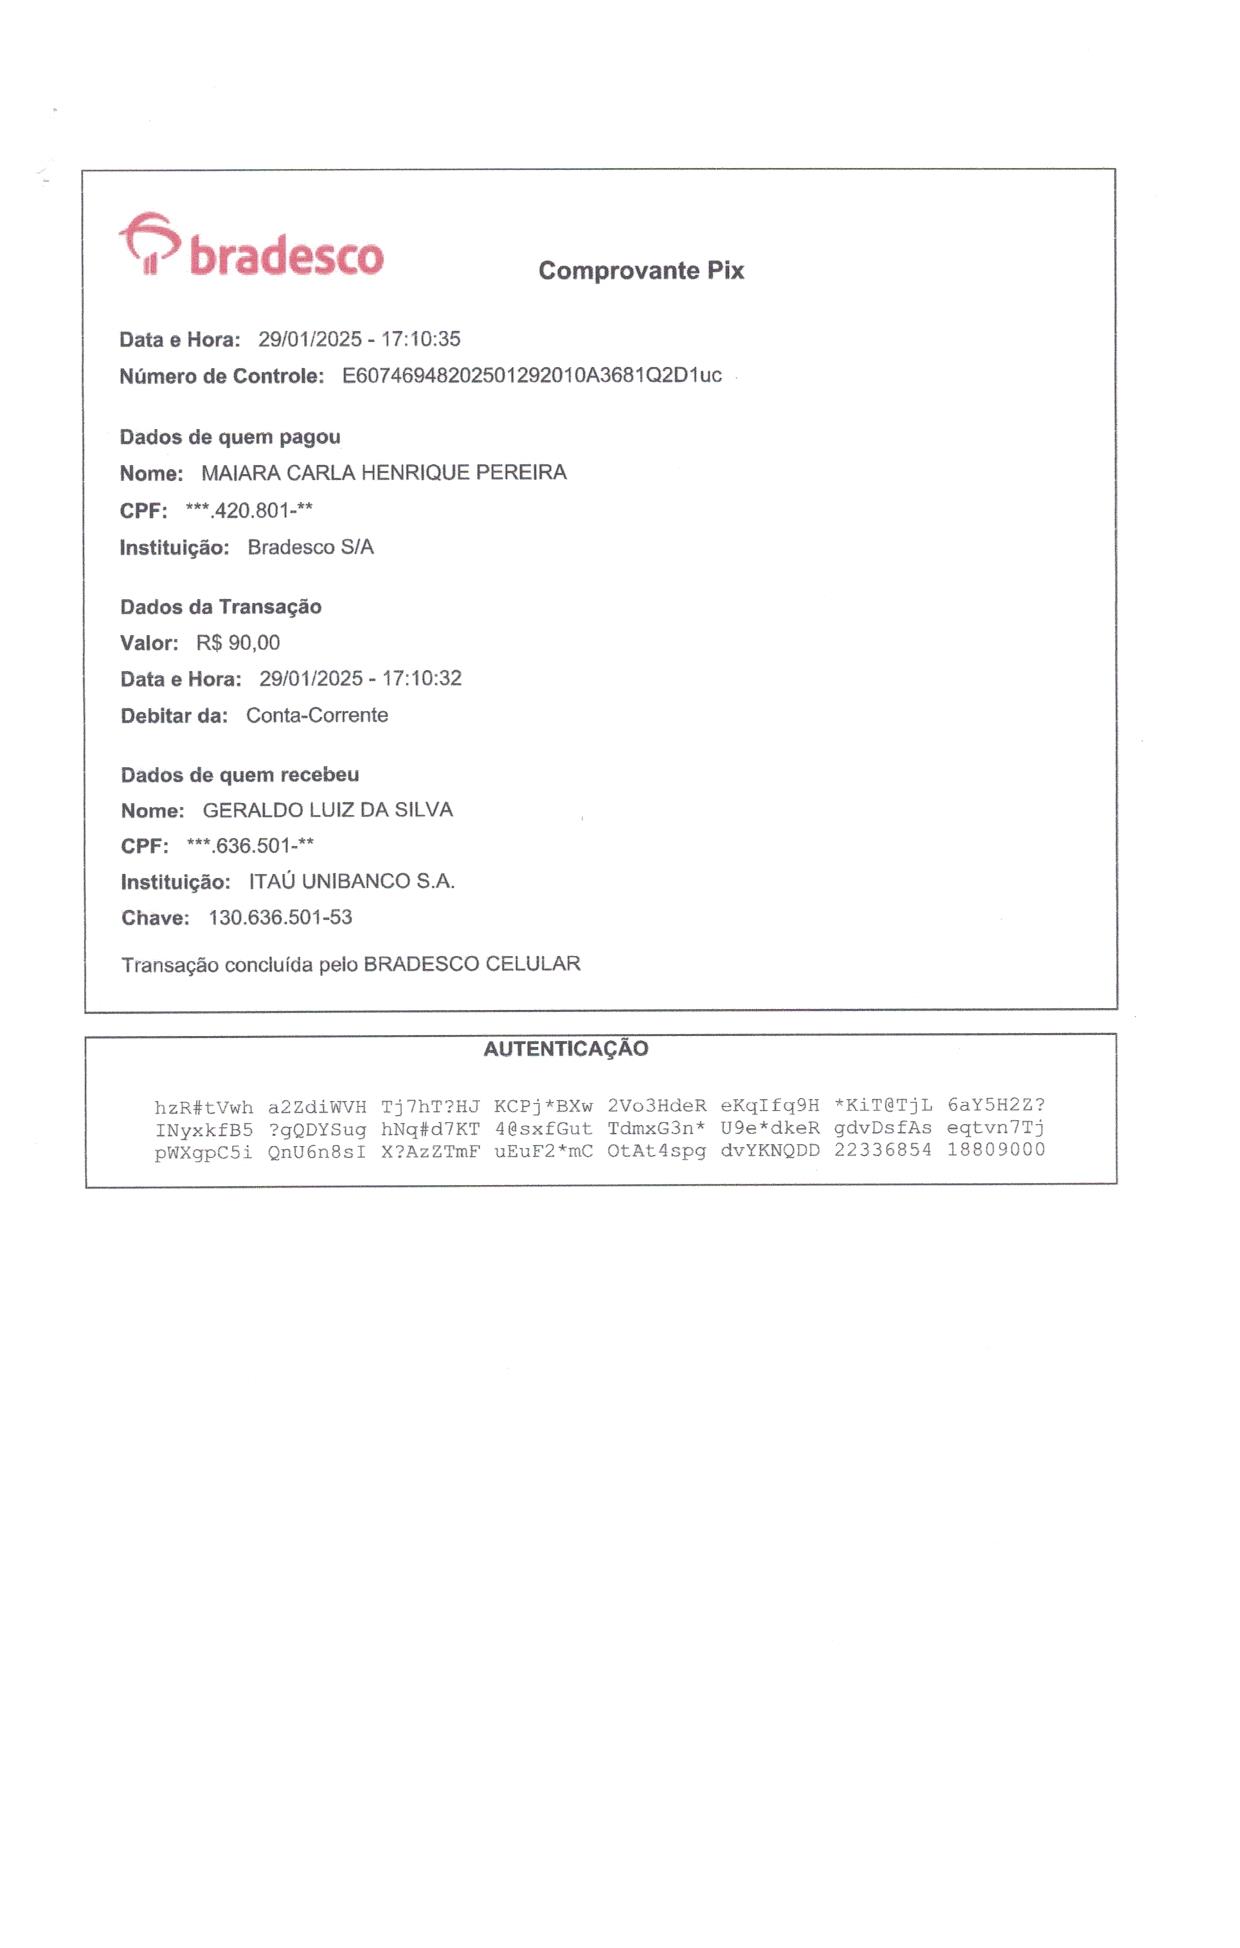 bradesco
Comprovante Pix
Data e Hora: 29/01/2025 - 17:10:35
Número de Controle: E60746948202501292010A3681Q2D1uc
Dados de quem pagou
Nome: MAIARA CARLA HENRIQUE PEREIRA
CPF: ***.420.801-**
Instituição: Bradesco S/A
Dados da Transação
Valor: R$ 90,00
Data e Hora: 29/01/2025 - 17:10:32
Debitar da: Conta-Corrente
Dados de quem recebeu
Nome: GERALDO LUIZ DA SILVA
CPF: ***.636.501-**
Instituição: ITAÚ UNIBANCO S.A.
Chave: 130.636.501-53
Transação concluída pelo BRADESCO CELULAR
AUTENTICAÇÃO
hzR#tVwh a2ZdiWVH Tj7hT?HJ KCPj*BXw 2Vo3HdeR eKqIfq9H *KiT@TjL 6aY5H2Z?
INyxkfB5 ?gQDYSug hNq#d7KT 4@sxfGut TdmxG3n* U9e*dkeR gdvDsfAs eqtvn7Tj
pWXgpC5i QnU6n8sI X?AzZTmF uEuF2*mC OtAt4spg dvYKNQDD 22336854 18809000